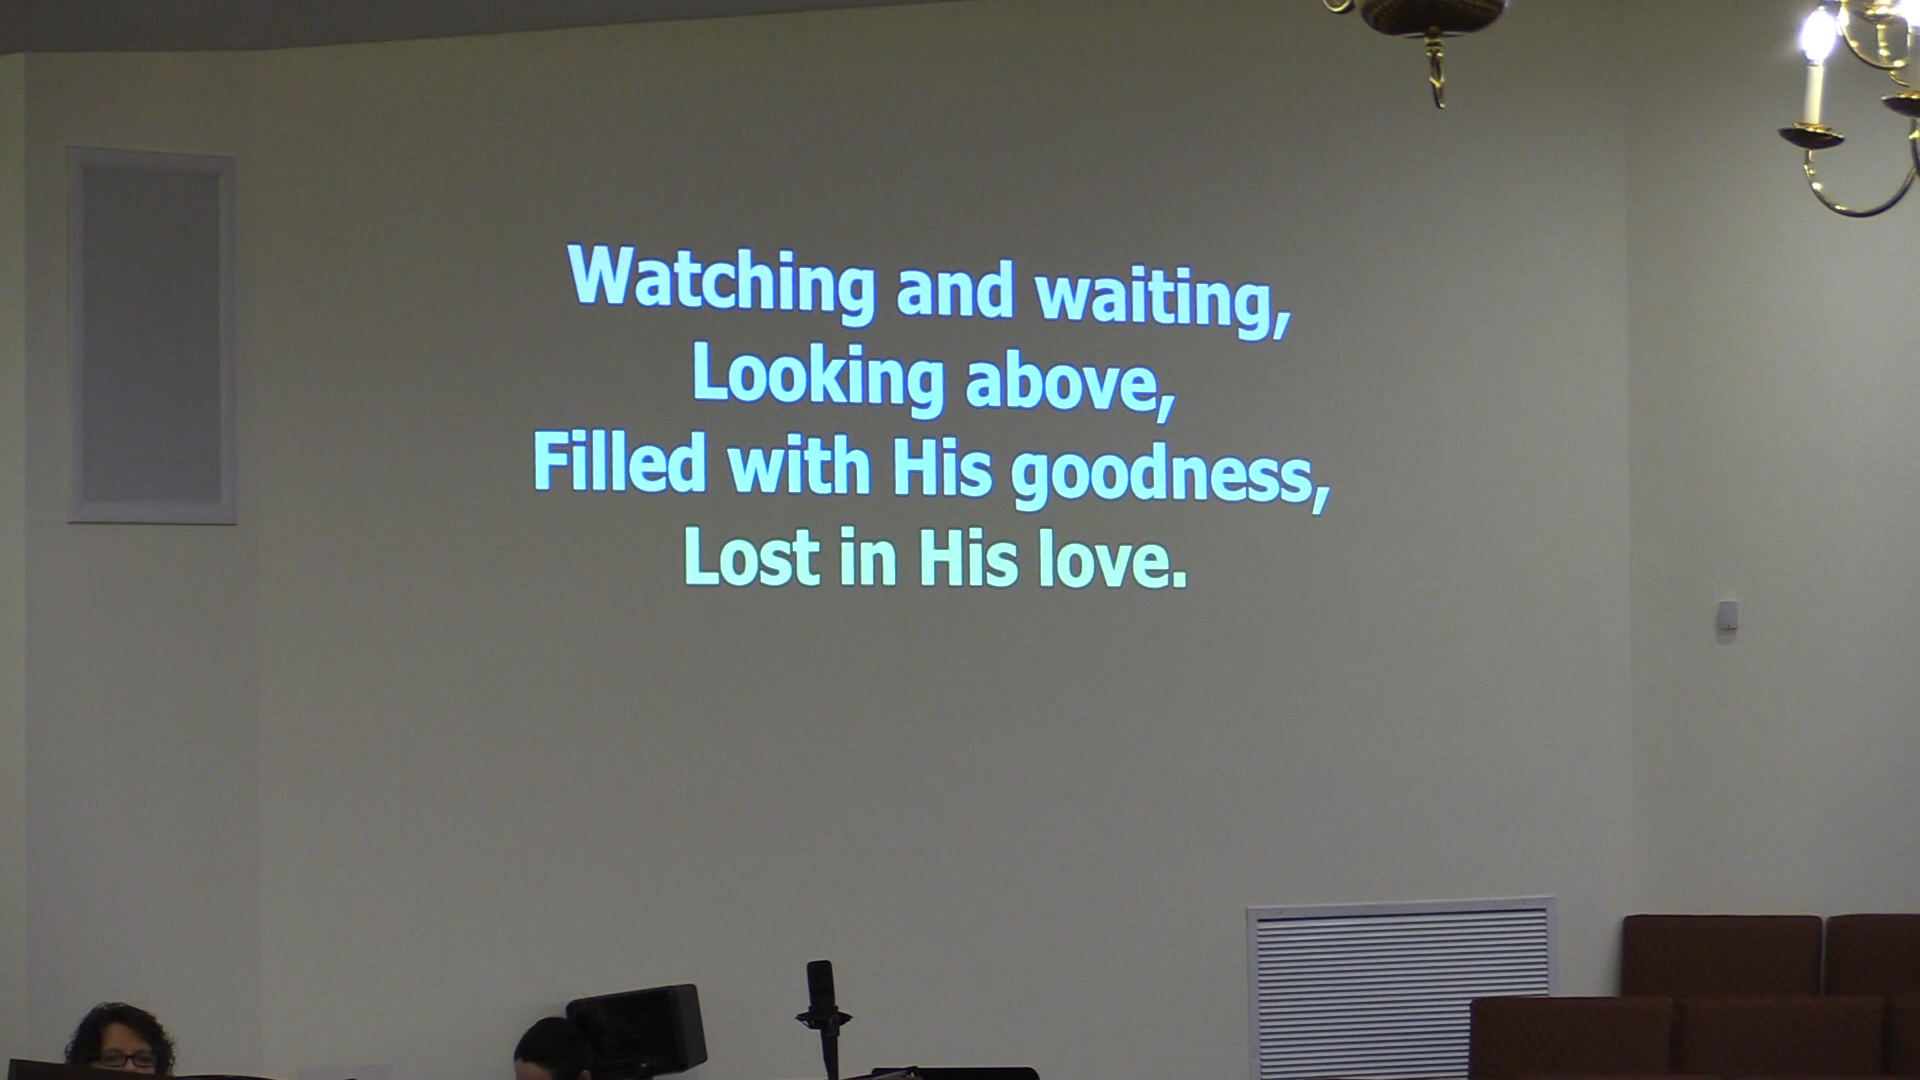 Watching and waiting,
Looking above,
Filled with His goodness,
Lost in His love.